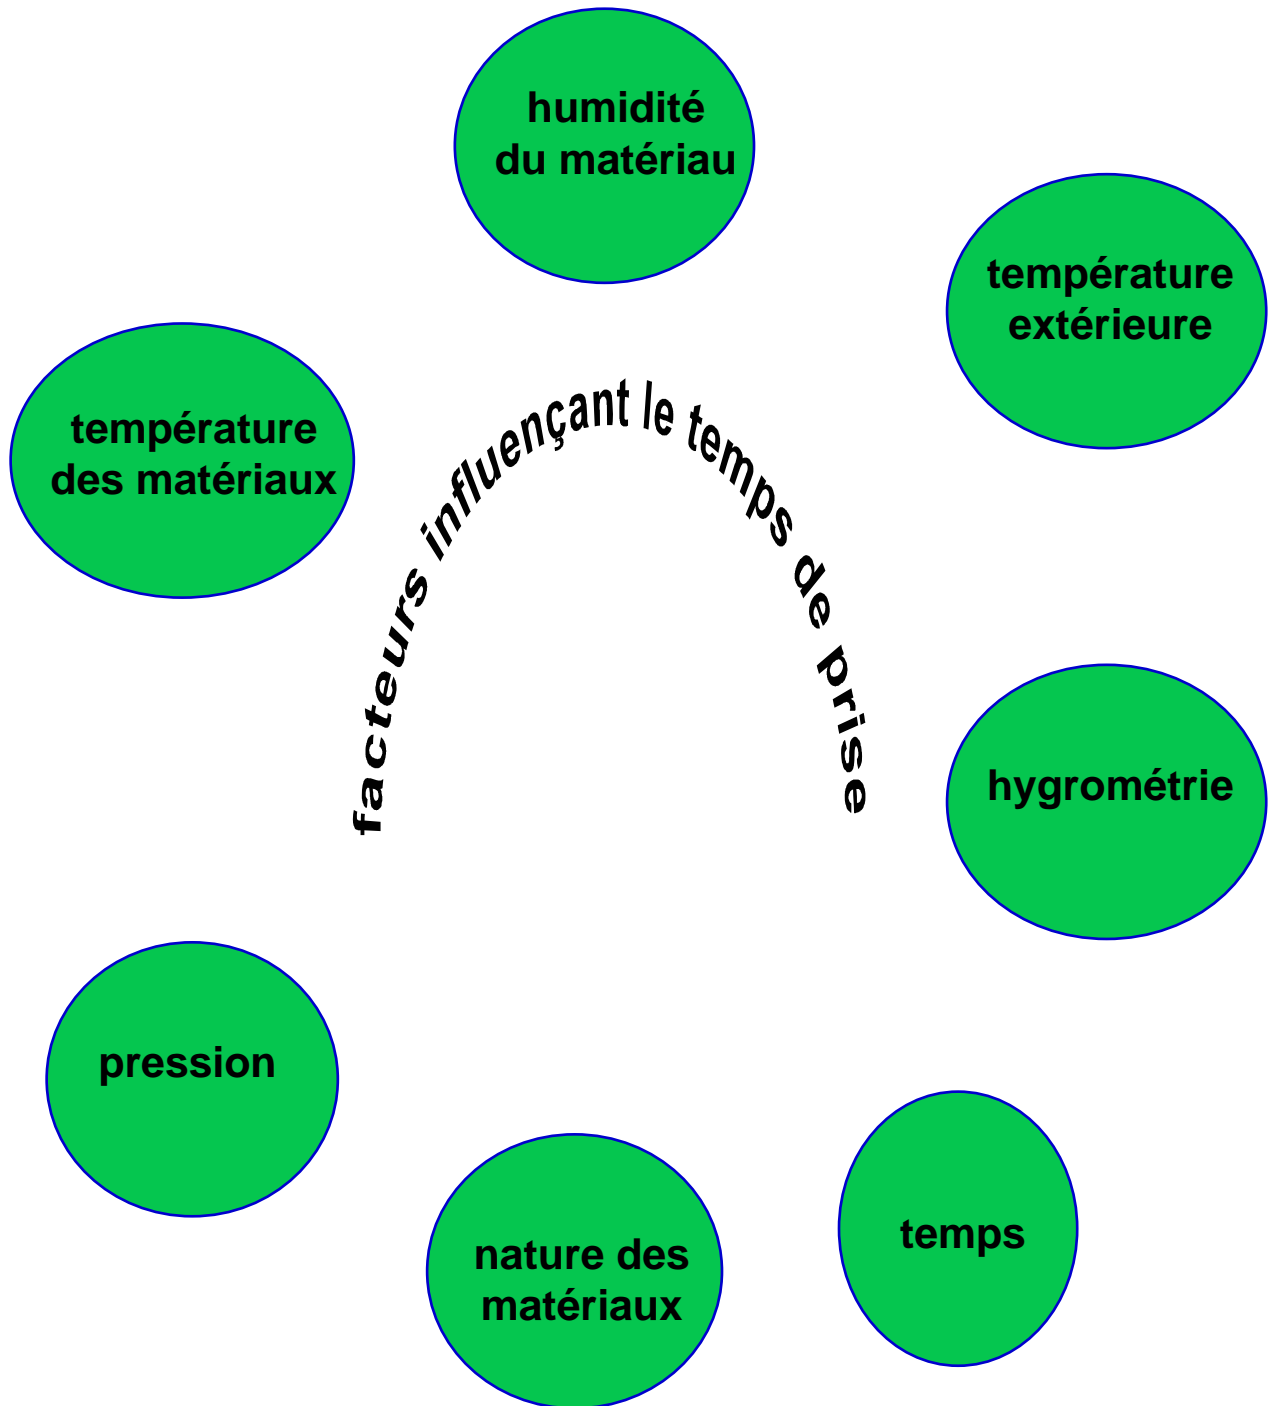 humidité
du matériau
température
extérieure
température
des matériaux
facteurs influençant le temps de prise
hygrométrie
pression
temps
nature des
matériaux